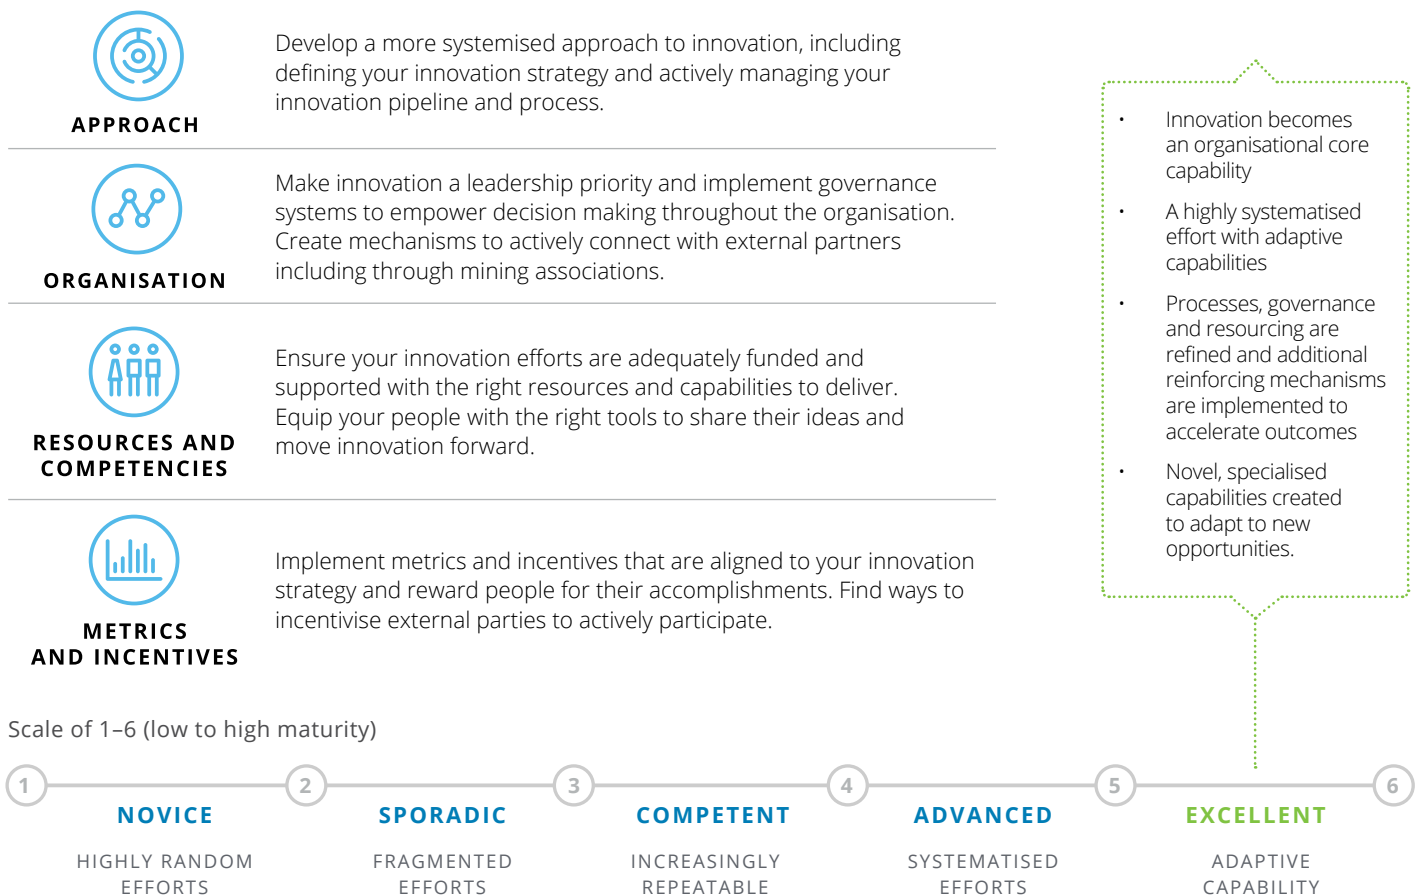 APPROACH
Develop a more systemised approach to innovation, including
defining your innovation strategy and actively managing your
innovation pipeline and process.
ORGANISATION
Make innovation a leadership priority and implement governance
systems to empower decision making throughout the organisation.
Create mechanisms to actively connect with external partners
including through mining associations.
RESOURCES AND
COMPETENCIES
Ensure your innovation efforts are adequately funded and
supported with the right resources and capabilities to deliver.
Equip your people with the right tools to share their ideas and
move innovation forward.
METRICS
AND INCENTIVES
Implement metrics and incentives that are aligned to your innovation
strategy and reward people for their accomplishments. Find ways to
incentivise external parties to actively participate.
• Innovation becomes
an organisational core
capability
• A highly systematised
effort with adaptive
capabilities
• Processes, governance
and resourcing are
refined and additional
reinforcing mechanisms
are implemented to
accelerate outcomes
• Novel, specialised
capabilities created
to adapt to new
opportunities.
Scale of 1–6 (low to high maturity)
1 2 3 4 5 6
NOVICE
HIGHLY RANDOM
EFFORTS
SPORADIC
FRAGMENTED
EFFORTS
COMPETENT
INCREASINGLY
REPEATABLE
ADVANCED
SYSTEMATISED
EFFORTS
EXCELLENT
ADAPTIVE
CAPABILITY